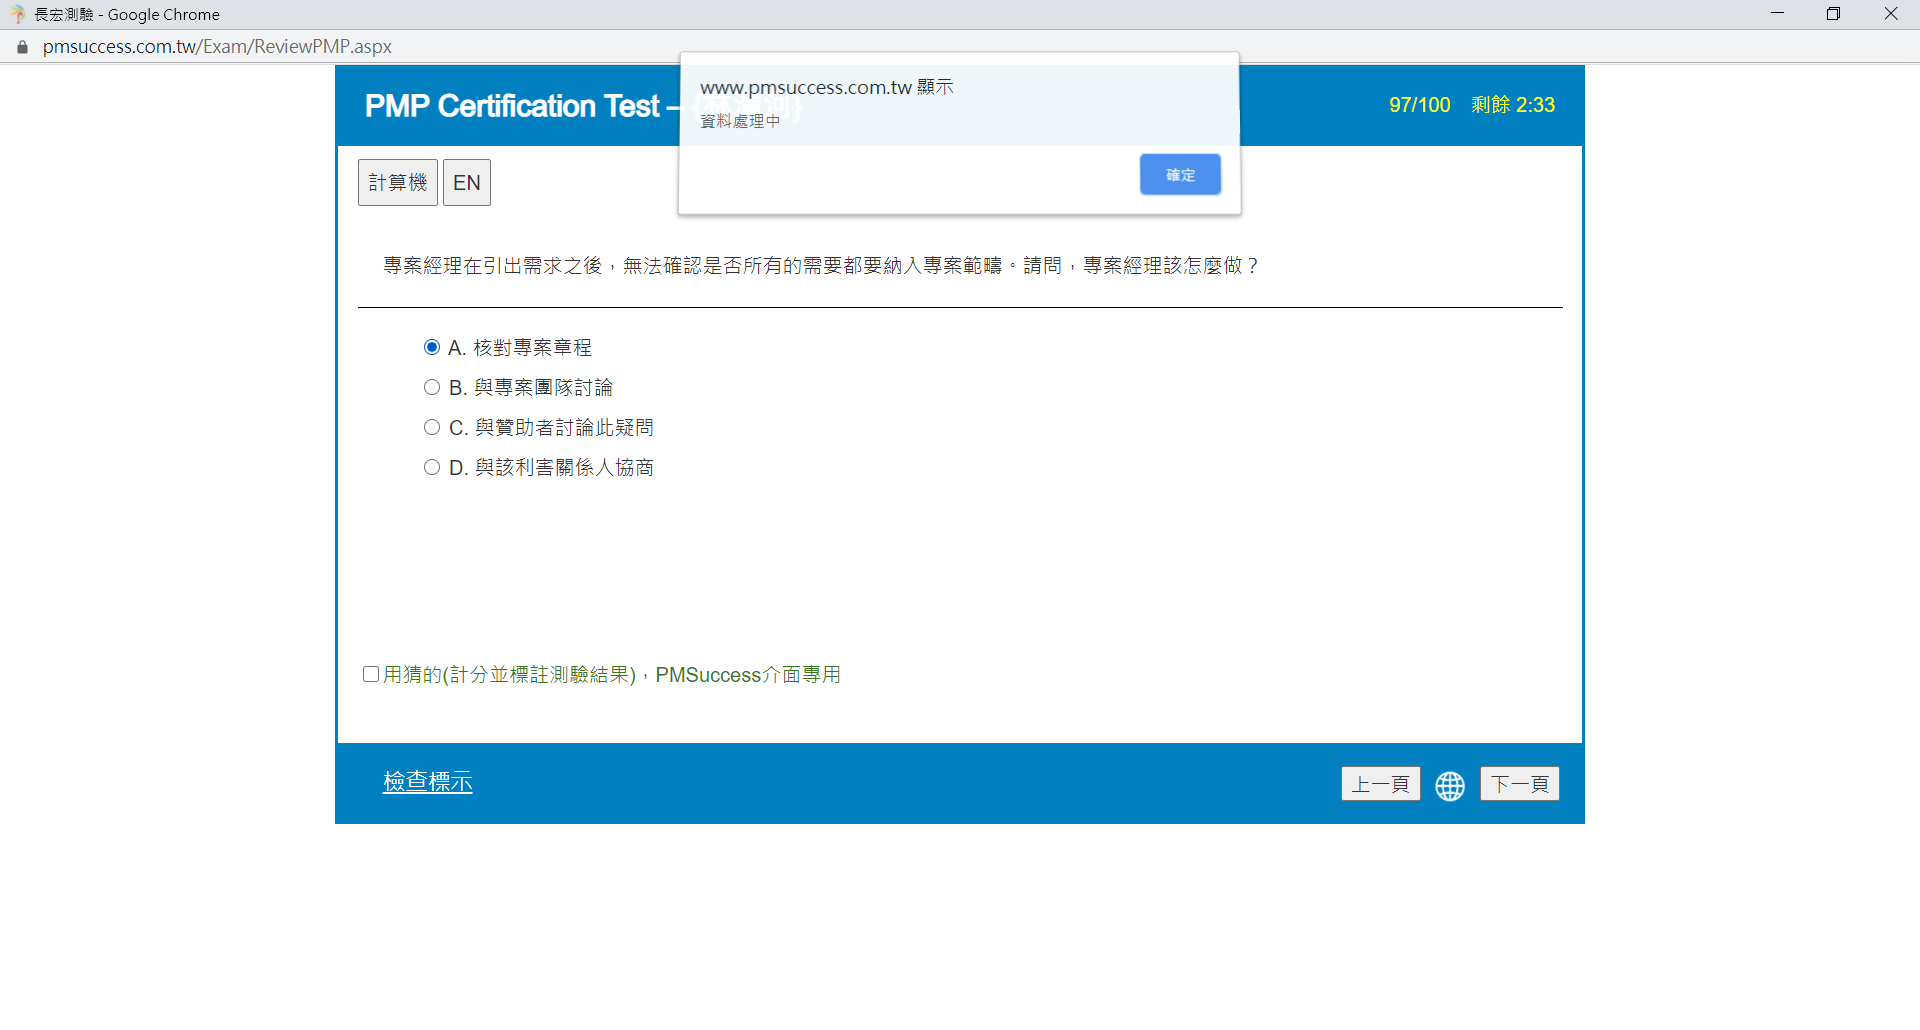 長宏測驗 - Google Chrome
pmsuccess.com.tw/Exam/ReviewPMP.aspx
www.pmsuccess.com.tw 顯示
資料處理中
確定
PMP Certification Test – {林清河}
97/100 剩餘 2:33
計算機 EN
專案經理在引出需求之後，無法確認是否所有的需要都要納入專案範疇。請問，專案經理該怎麼做？
A. 核對專案章程
B. 與專案團隊討論
C. 與贊助者討論此疑問
D. 與該利害關係人協商
用猜的(計分並標註測驗結果)，PMSuccess介面專用
檢查標示
上一頁 下一頁